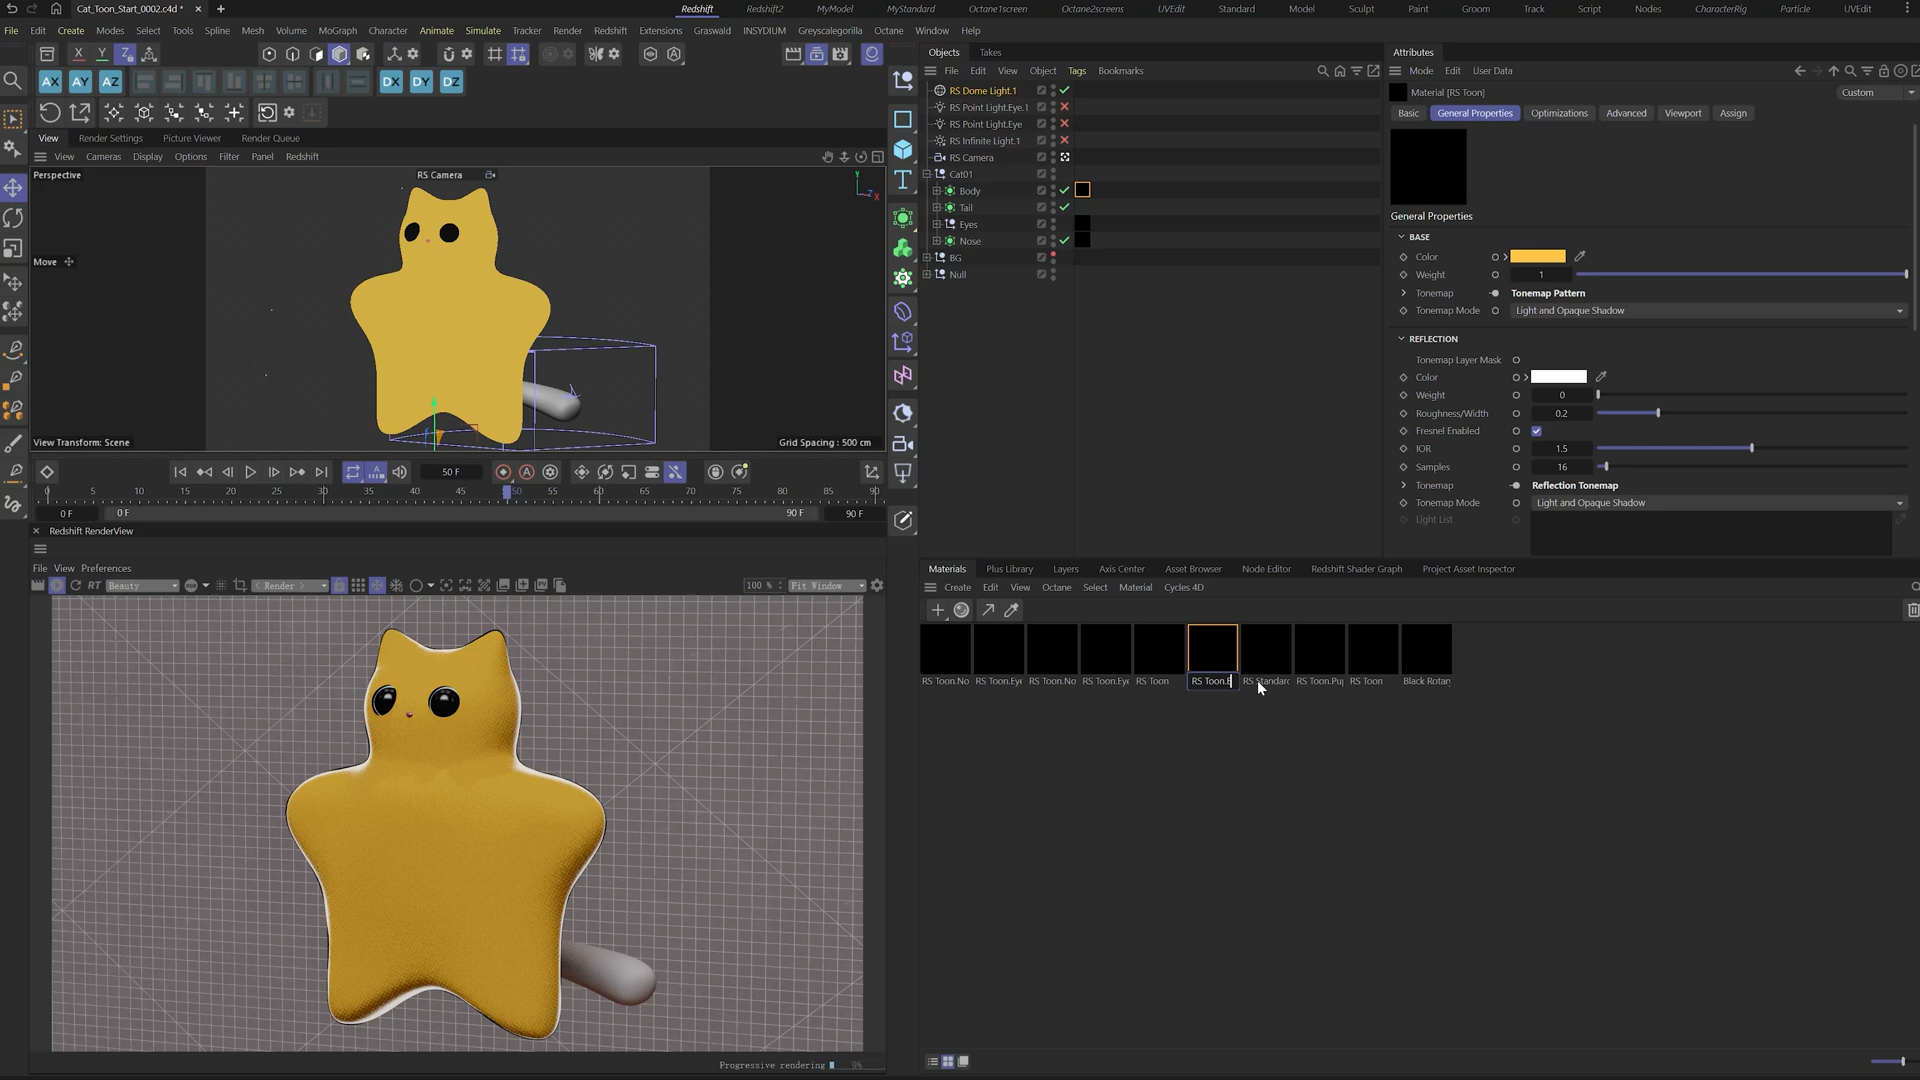 Cat_Toon_Start_0002.c4d *
Redshift Redshift2 MyModel MyStandard Octane1screen Octane2screens UVEdit Standard Model Sculpt Paint Groom Track Script Nodes CharacterRig Particle UVEdit
File Edit Create Modes Select Tools Spline Mesh Volume MoGraph Character Animate Simulate Tracker Render Redshift Extensions Graswald INSYDIUM Greyscalegorilla Octane Window Help
X Y Z
AX AY AZ DX DY DZ
View Render Settings Picture Viewer Render Queue
View Cameras Display Options Filter Panel Redshift
Perspective
RS Camera
Y
Z X
Move
View Transform: Scene
Grid Spacing : 500 cm
50 F
0 5 10 15 20 25 30 35 40 45 50 55 60 65 70 75 80 85 90
0 F 0 F 90 F 90 F
Redshift RenderView
File View Preferences
RT Beauty < Render > 100 % Fit Window
Progressive rendering 9%
Objects Takes
File Edit View Object Tags Bookmarks
RS Dome Light.1
RS Point Light.Eye.1
RS Point Light.Eye
RS Infinite Light.1
RS Camera
Cat01
Body
Tail
Eyes
Nose
BG
Null
Attributes
Mode Edit User Data
Material [RS Toon]
Custom
Basic General Properties Optimizations Advanced Viewport Assign
General Properties
BASE
Color
Weight 1
Tonemap Tonemap Pattern
Tonemap Mode Light and Opaque Shadow
REFLECTION
Tonemap Layer Mask
Color
Weight 0
Roughness/Width 0.2
Fresnel Enabled
IOR 1.5
Samples 16
Tonemap Reflection Tonemap
Tonemap Mode Light and Opaque Shadow
Light List
Materials Plus Library Layers Axis Center Asset Browser Node Editor Redshift Shader Graph Project Asset Inspector
Create Edit View Octane Select Material Cycles 4D
RS Toon.No RS Toon.Eye RS Toon.No RS Toon.Eye RS Toon RS Toon.B RS Standard RS Toon.Pup RS Toon Black Rotary